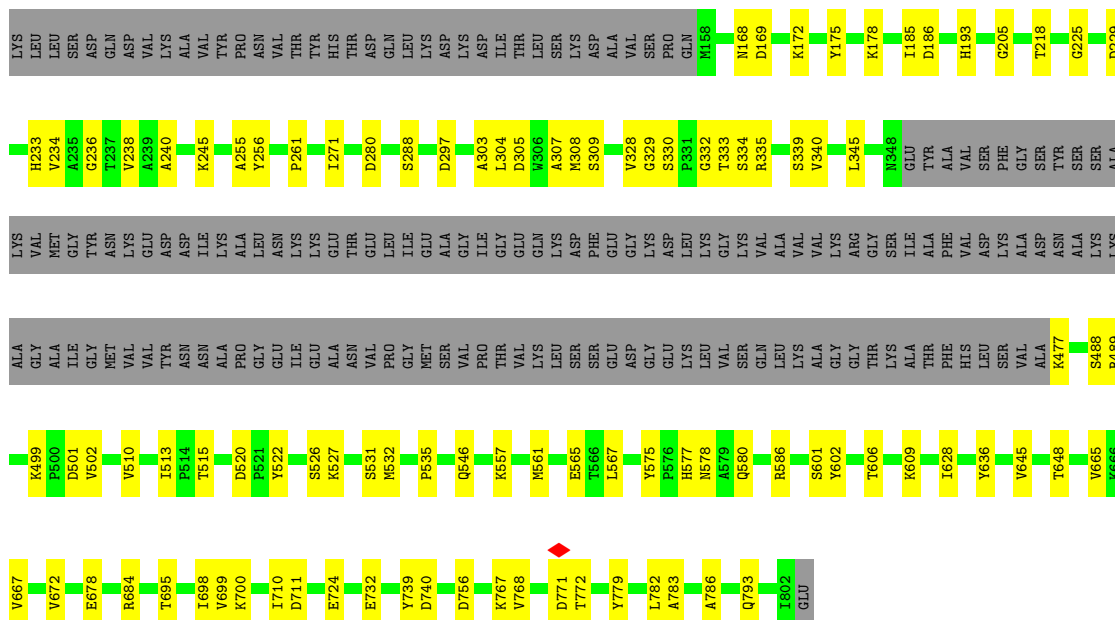 LYS LEU LEU SER ASP GLN ASP VAL LYS ALA VAL TYR PRO ASN VAL THR TYR HIS THR ASP GLN LEU LYS ASP LYS ASP ILE THR LEU SER LYS ASP ALA VAL SER PRO GLN M158 N168 D169 K172 Y175 K178 I185 D186 H193 G205 T218 G225
H233 V234 A235 G236 T237 V238 A239 A240 K245 A255 Y256 P261 I271 D280 S288 D297 A303 L304 D305 W306 A307 M308 S309 V328 G329 S330 P331 G332 T333 S334 R335 S339 V340 L345 N348 GLU TYR ALA VAL SER PHE GLY SER TYR SER SER ALA
LYS VAL MET GLY TYR ASN LYS GLU ASP ASP ILE LYS ALA LEU ASN LYS LYS GLU THR GLU LEU ILE GLU ALA GLY ILE GLY GLU GLN LYS ASP PHE GLU GLY LYS ASP LEU LYS GLY LYS VAL ALA VAL VAL LYS ARG GLY SER ILE ALA PHE VAL ASP LYS ALA ASP ASN ALA LYS LYS
ALA GLY ALA ILE GLY MET VAL VAL TYR ASN ASN ALA PRO GLY GLU ILE GLU ALA ASN VAL PRO GLY MET SER VAL PRO THR VAL LYS LEU SER SER GLU ASP GLY GLU LYS LEU VAL SER GLN LEU LYS ALA GLY GLY THR LYS ALA THR PHE HIS LEU SER VAL ALA K477 S488
K499 P500 D501 V502 V510 I513 P514 T515 D520 P521 Y522 S526 K527 S531 M532 P535 Q546 K557 M561 E565 T566 L567 Y575 P576 H577 N578 A579 Q580 R586 S601 Y602 T606 K609 I628 Y636 V645 T648 V665 K666
V667 V672 E678 R684 T695 I698 V699 K700 I710 D711 E724 E732 Y739 D740 D756 K767 V768 D771 T772 Y779 L782 A783 A786 Q793 I802 GLU